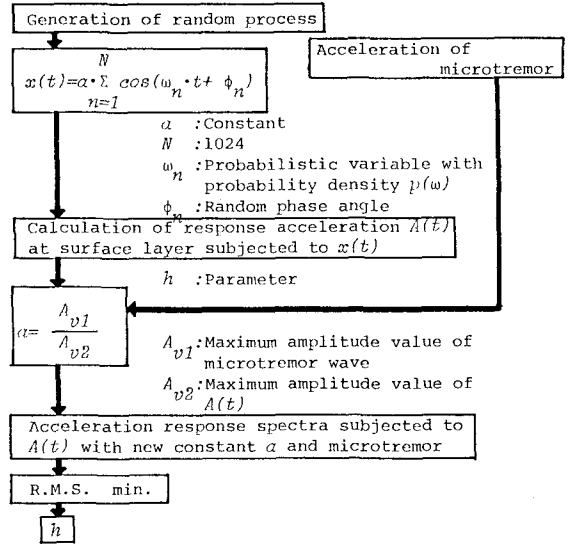 Generation of random process
Acceleration of
microtremor
N
x(t)=a·Σ cos(ω_n·t+ φ_n)
n=1
a :Constant
N :1024
ω_n :Probabilistic variable with
probability density p(ω)
φ_n :Random phase angle
Calculation of response acceleration A(t)
at surface layer subjected to x(t)
h :Parameter
a= A_v1 / A_v2
A_v1:Maximum amplitude value of
microtremor wave
A_v2:Maximum amplitude value of
A(t)
Acceleration response spectra subjected to
A(t) with new constant a and microtremor
R.M.S. min.
h